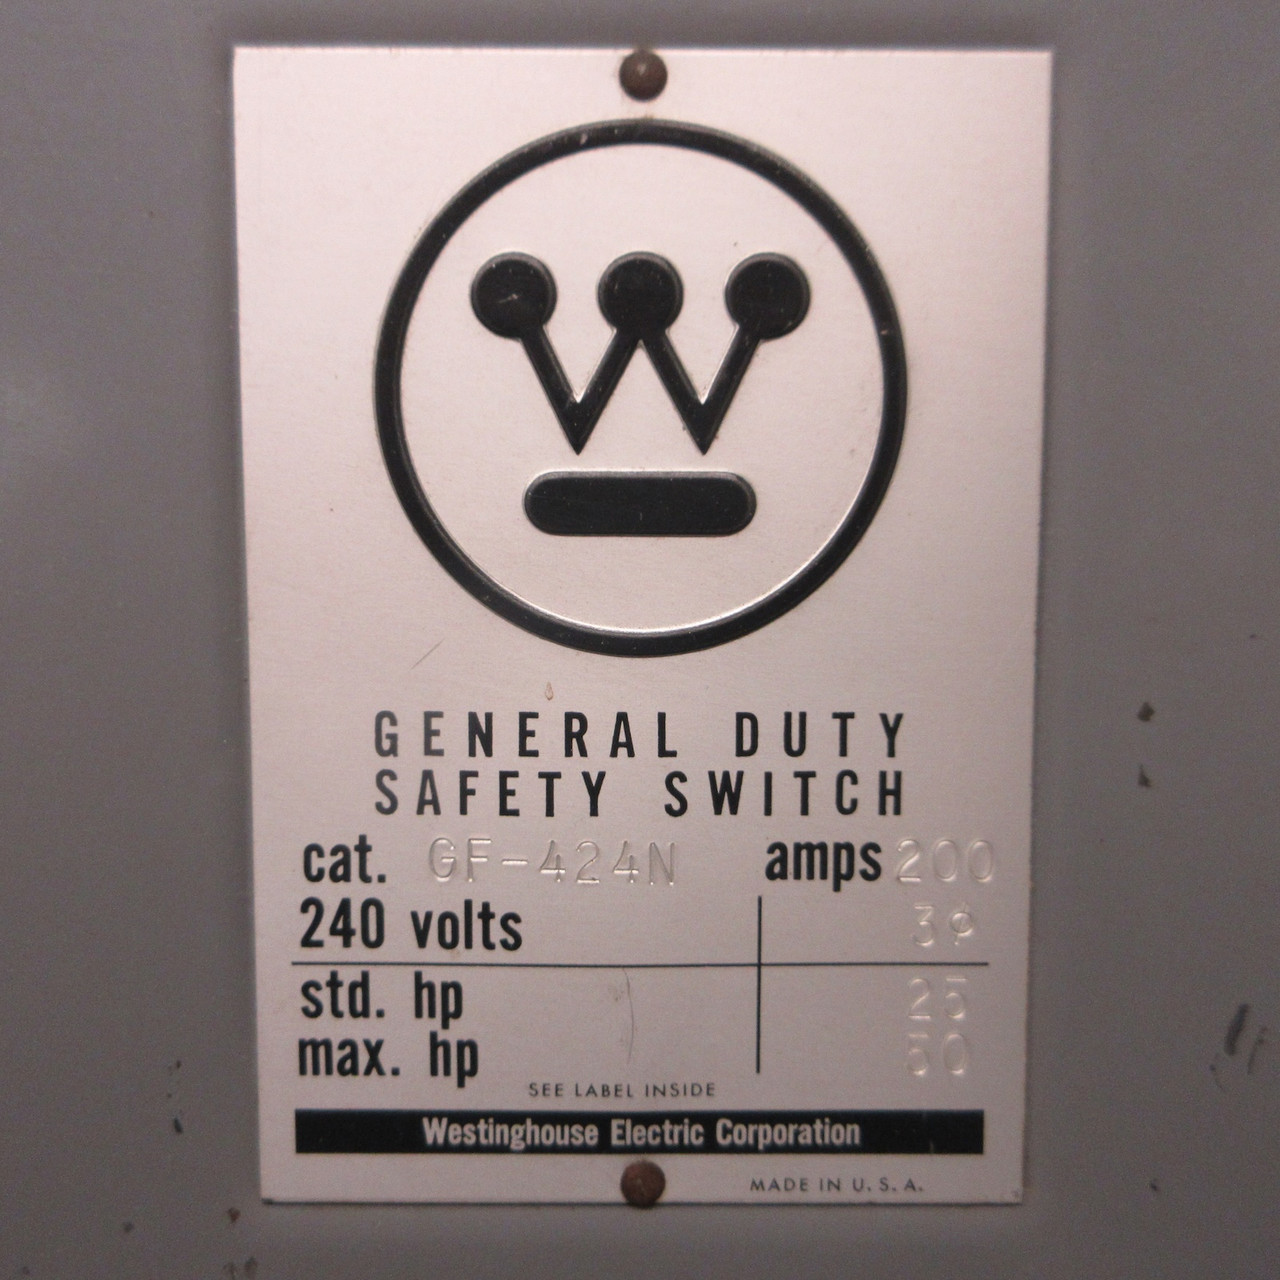 W
GENERAL DUTY
SAFETY SWITCH
cat. GF-424N amps 200
240 volts 3¢
std. hp 25
max. hp 50
SEE LABEL INSIDE
Westinghouse Electric Corporation
MADE IN U.S.A.